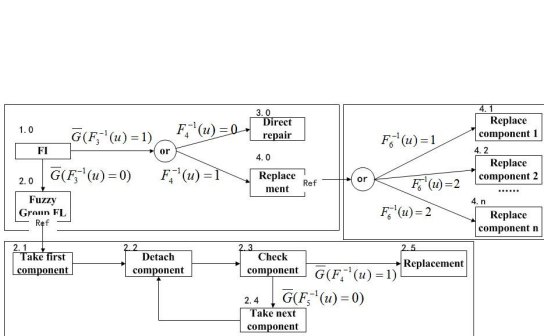 1.0
FI
G̅(F₃⁻¹(u)=1)
or
F₄⁻¹(u)=0
3.0
Direct
repair
F₄⁻¹(u)=1
4.0
Replace
ment
Ref
G̅(F₃⁻¹(u)=0)
2.0
Fuzzy
Group FL
Ref
or
F₆⁻¹(u)=1
4.1
Replace
component 1
F₆⁻¹(u)=2
4.2
Replace
component 2
......
F₆⁻¹(u)=2
4.n
Replace
component n
2.1
Take first
component
2.2
Detach
component
2.3
Check
component
G̅(F₄⁻¹(u)=1)
2.5
Replacement
G̅(F₅⁻¹(u)=0)
2.4
Take next
component